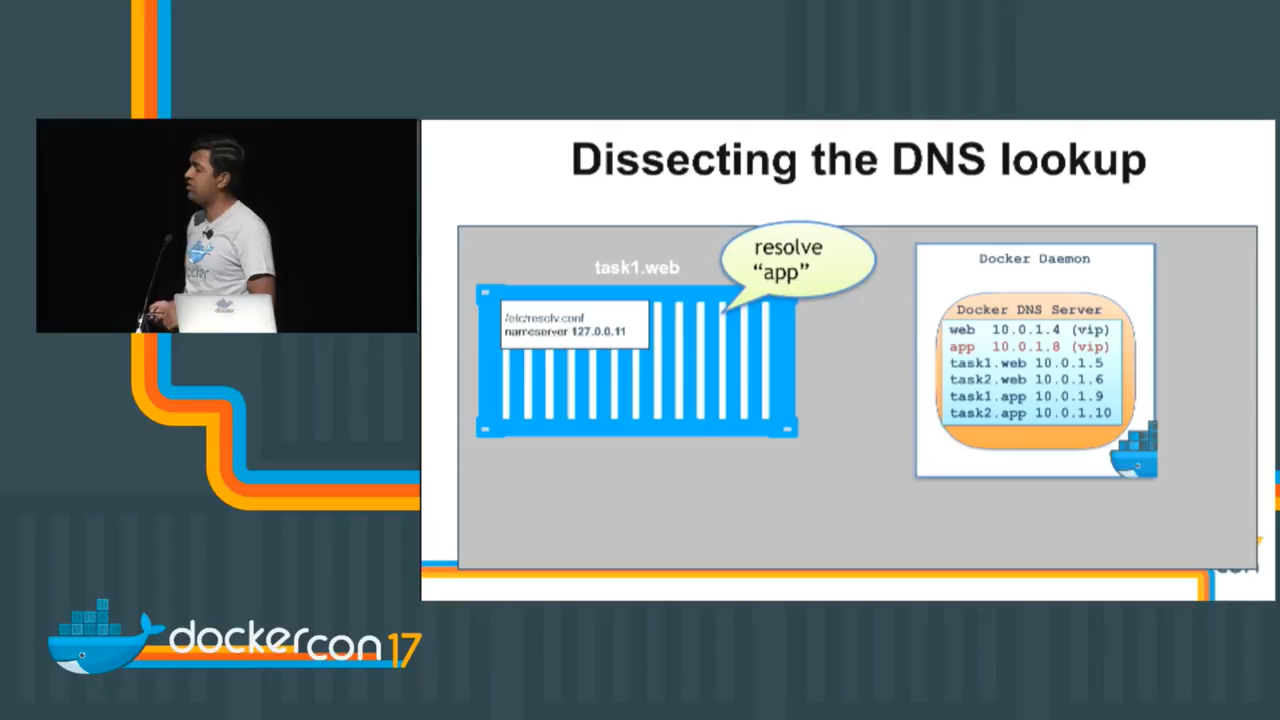 Dissecting the DNS lookup
task1.web
resolve
“app”
/etc/resolv.conf
nameserver 127.0.0.11
Docker Daemon
Docker DNS Server
web 10.0.1.4 (vip)
app 10.0.1.8 (vip)
task1.web 10.0.1.5
task2.web 10.0.1.6
task1.app 10.0.1.9
task2.app 10.0.1.10
docker
dockercon 17